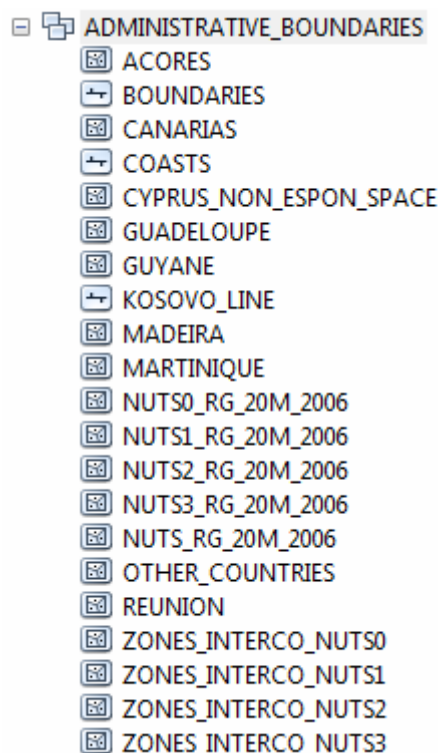 ADMINISTRATIVE_BOUNDARIES
ACORES
BOUNDARIES
CANARIAS
COASTS
CYPRUS_NON_ESPON_SPACE
GUADELOUPE
GUYANE
KOSOVO_LINE
MADEIRA
MARTINIQUE
NUTS0_RG_20M_2006
NUTS1_RG_20M_2006
NUTS2_RG_20M_2006
NUTS3_RG_20M_2006
NUTS_RG_20M_2006
OTHER_COUNTRIES
REUNION
ZONES_INTERCO_NUTS0
ZONES_INTERCO_NUTS1
ZONES_INTERCO_NUTS2
ZONES_INTERCO_NUTS3